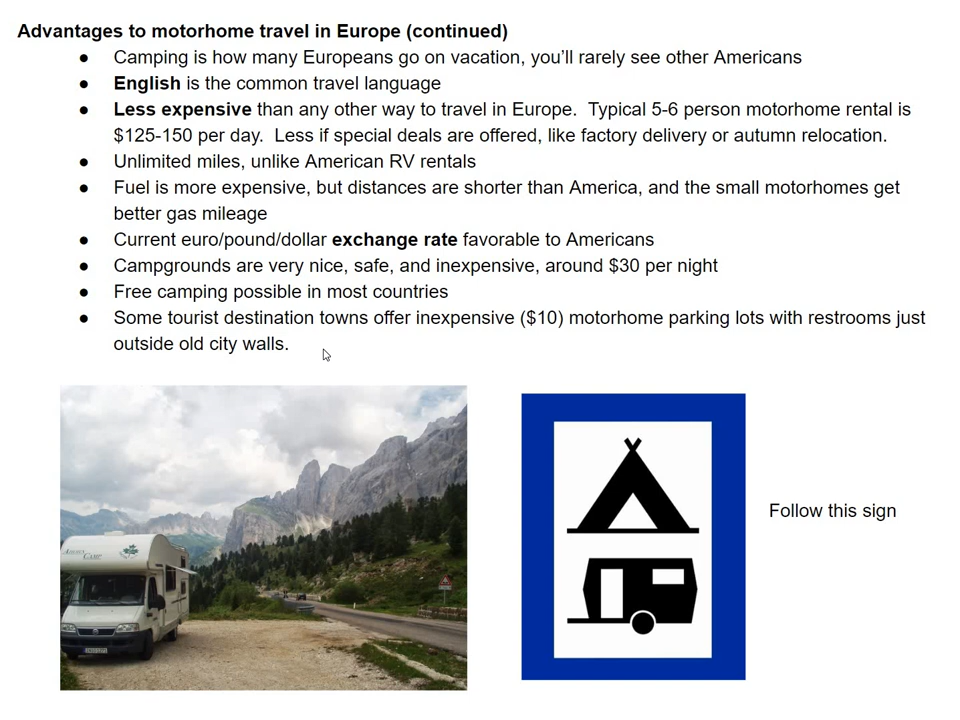 Advantages to motorhome travel in Europe (continued)
● Camping is how many Europeans go on vacation, you’ll rarely see other Americans
● English is the common travel language
● Less expensive than any other way to travel in Europe.  Typical 5-6 person motorhome rental is
$125-150 per day.  Less if special deals are offered, like factory delivery or autumn relocation.
● Unlimited miles, unlike American RV rentals
● Fuel is more expensive, but distances are shorter than America, and the small motorhomes get
better gas mileage
● Current euro/pound/dollar exchange rate favorable to Americans
● Campgrounds are very nice, safe, and inexpensive, around $30 per night
● Free camping possible in most countries
● Some tourist destination towns offer inexpensive ($10) motorhome parking lots with restrooms just
outside old city walls.
Follow this sign